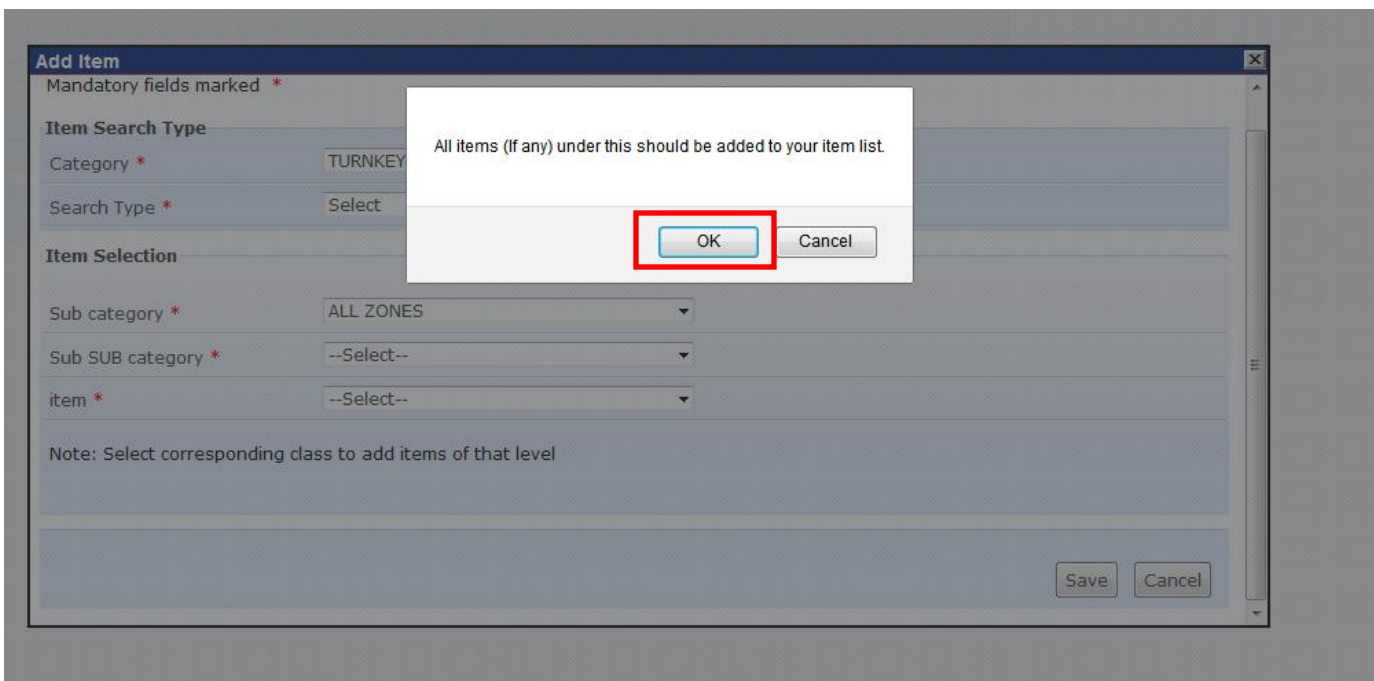 Add Item
Mandatory fields marked *
Item Search Type
All items (If any) under this should be added to your item list.
Category * TURNKEY
Search Type * Select
OK Cancel
Item Selection
Sub category * ALL ZONES
Sub SUB category * --Select--
item * --Select--
Note: Select corresponding class to add items of that level
Save Cancel